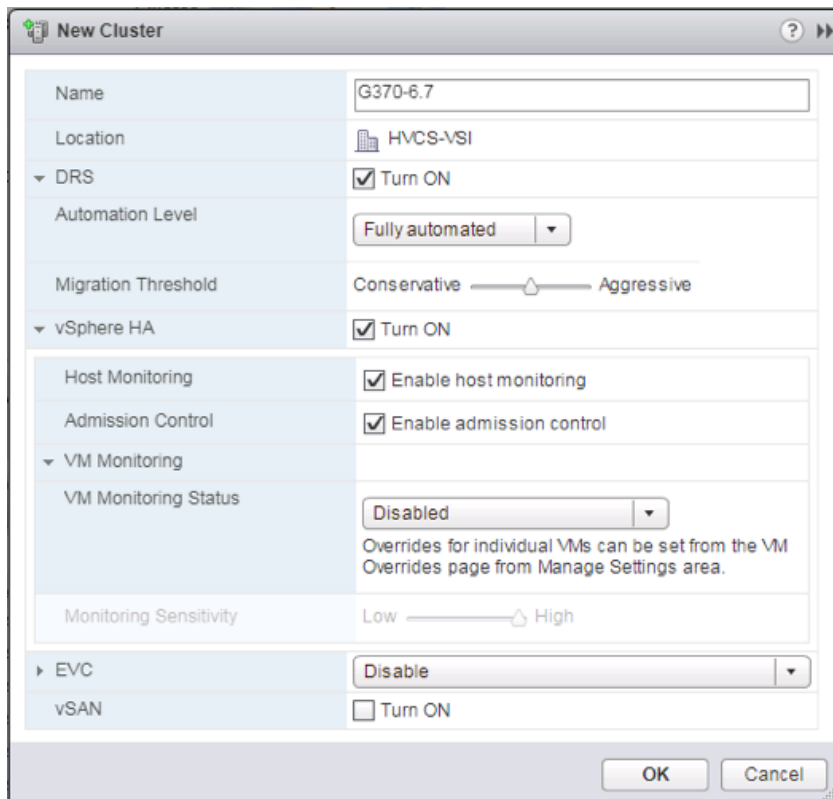 New Cluster
Name G370-6.7
Location HVCS-VSI
DRS Turn ON
Automation Level Fully automated
Migration Threshold Conservative Aggressive
vSphere HA Turn ON
Host Monitoring Enable host monitoring
Admission Control Enable admission control
VM Monitoring
VM Monitoring Status Disabled
Overrides for individual VMs can be set from the VM
Overrides page from Manage Settings area.
Monitoring Sensitivity Low High
EVC Disable
vSAN Turn ON
OK Cancel